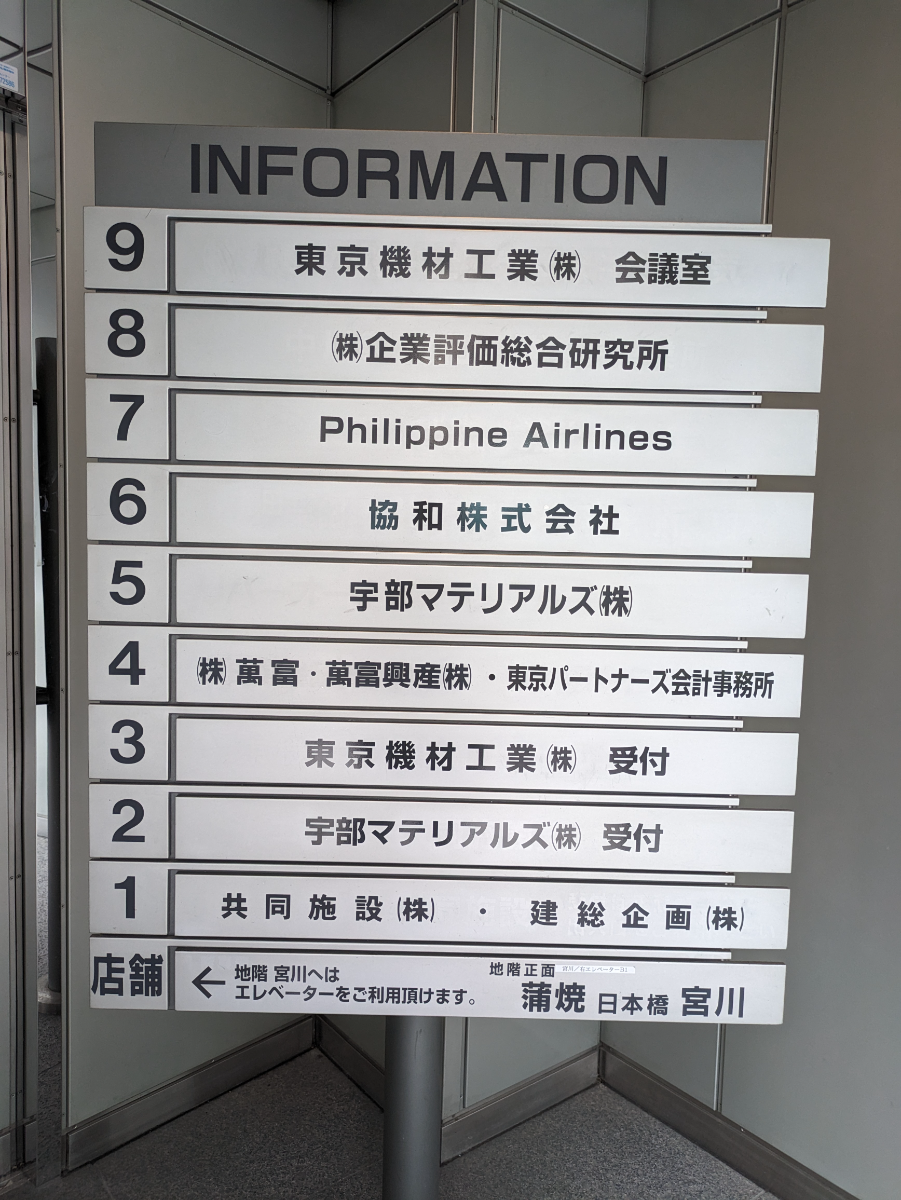 INFORMATION
9 東京機材工業㈱ 会議室
8 ㈱企業評価総合研究所
7 Philippine Airlines
6 協和株式会社
5 宇部マテリアルズ㈱
4 ㈱萬富・萬富興産㈱・東京パートナーズ会計事務所
3 東京機材工業㈱ 受付
2 宇部マテリアルズ㈱ 受付
1 共同施設㈱ ・ 建総企画㈱
店舗
← 地階 宮川へは
エレベーターをご利用頂けます。
地階正面
蒲焼 日本橋 宮川